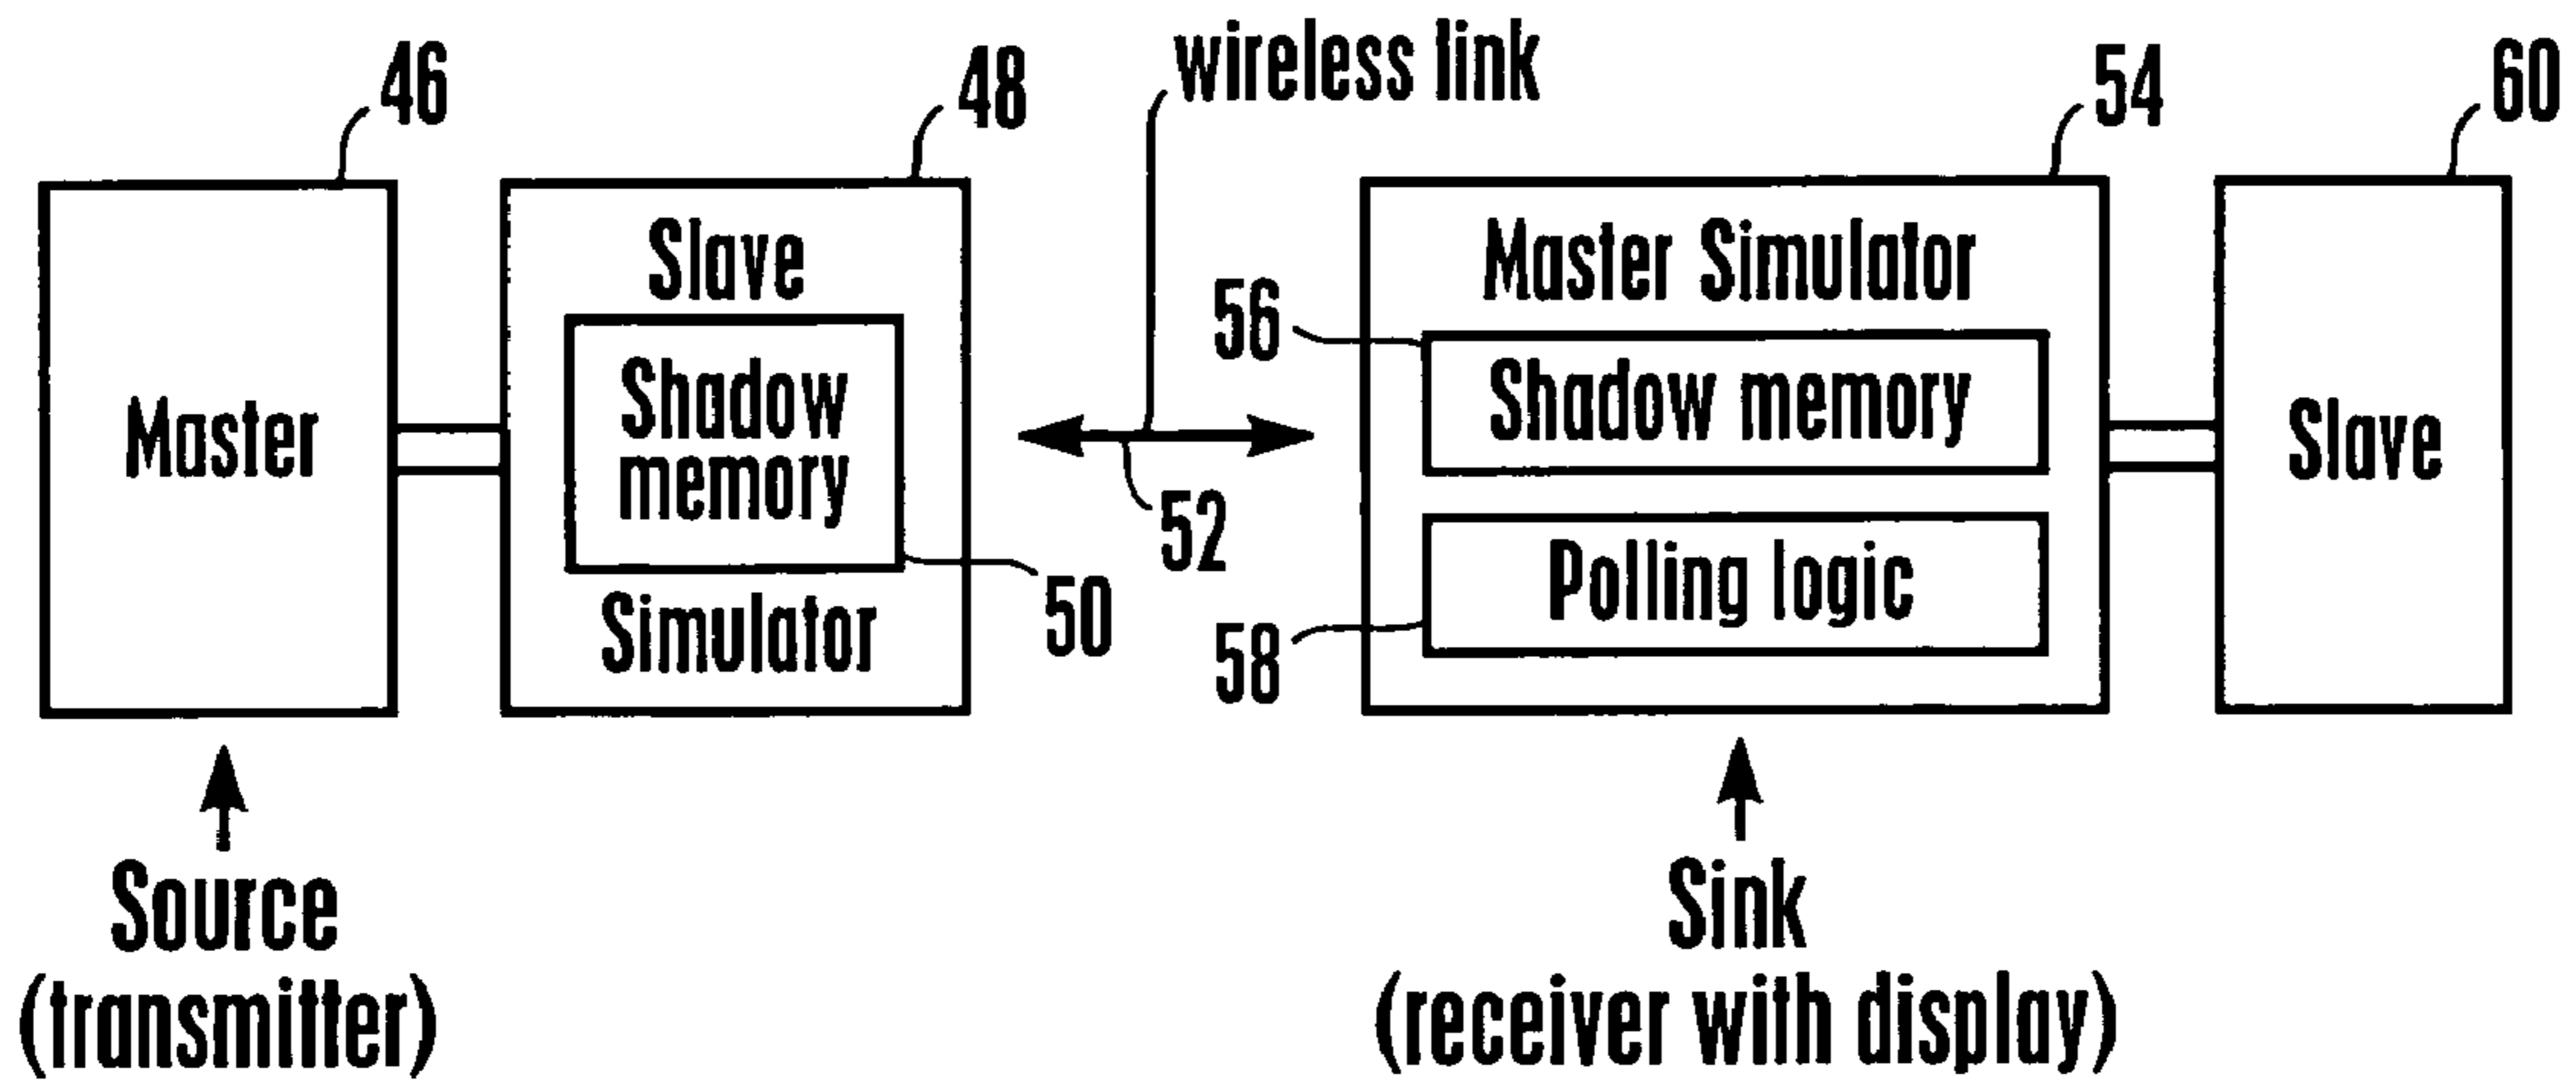 46
48
wireless link
54
60
Master
Slave
Shadow
memory
Simulator
50
52
Master Simulator
56
Shadow memory
58
Polling logic
Slave
Source
(transmitter)
Sink
(receiver with display)